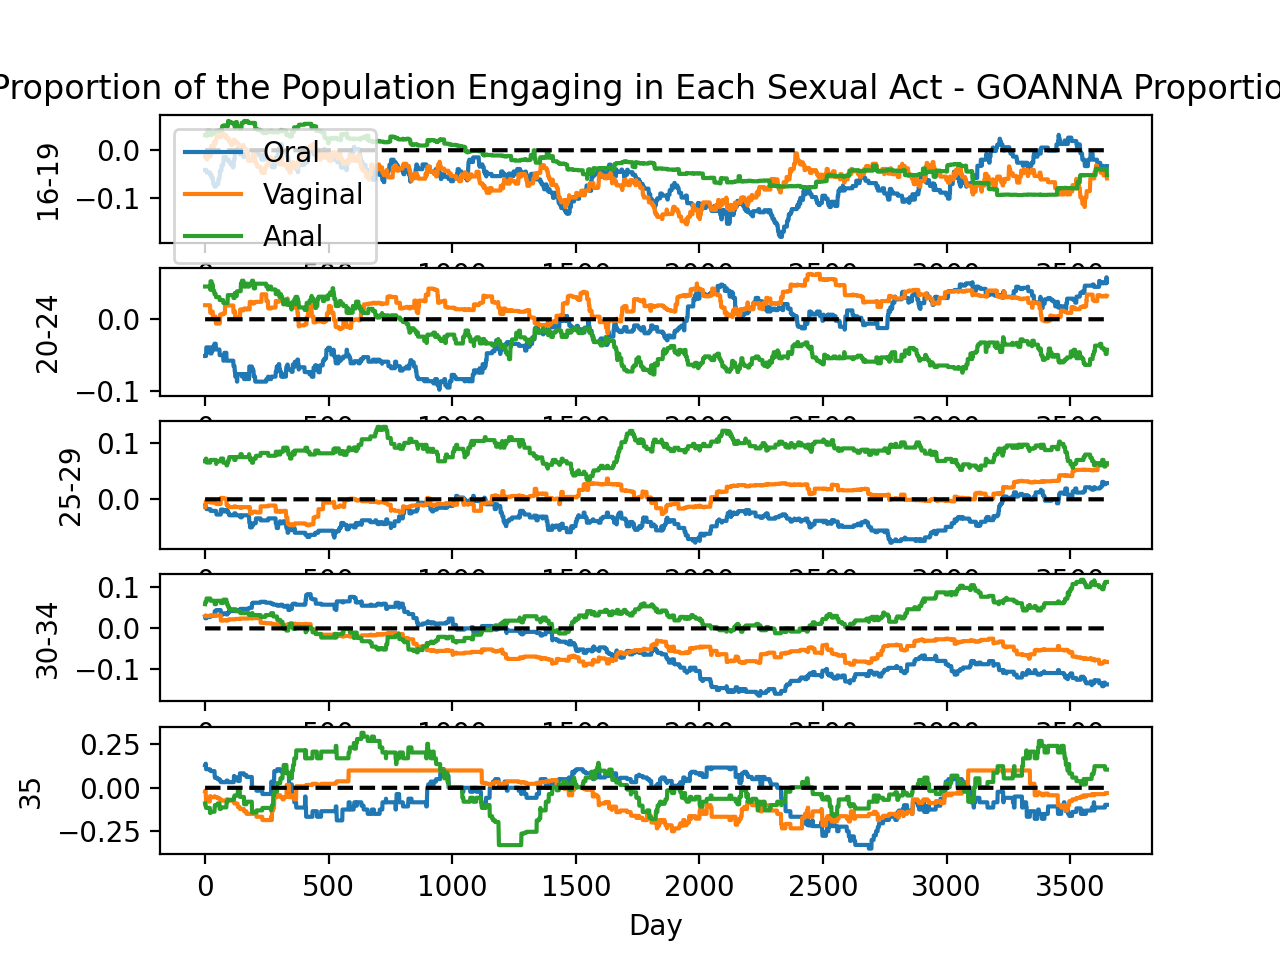 Proportion of the Population Engaging in Each Sexual Act - GOANNA Proportio
16-19
0.0
−0.1
Oral
Vaginal
Anal
20-24
0.0
−0.1
25-29
0.1
0.0
30-34
0.1
0.0
−0.1
35
0.25
0.00
−0.25
0 500 1000 1500 2000 2500 3000 3500
Day